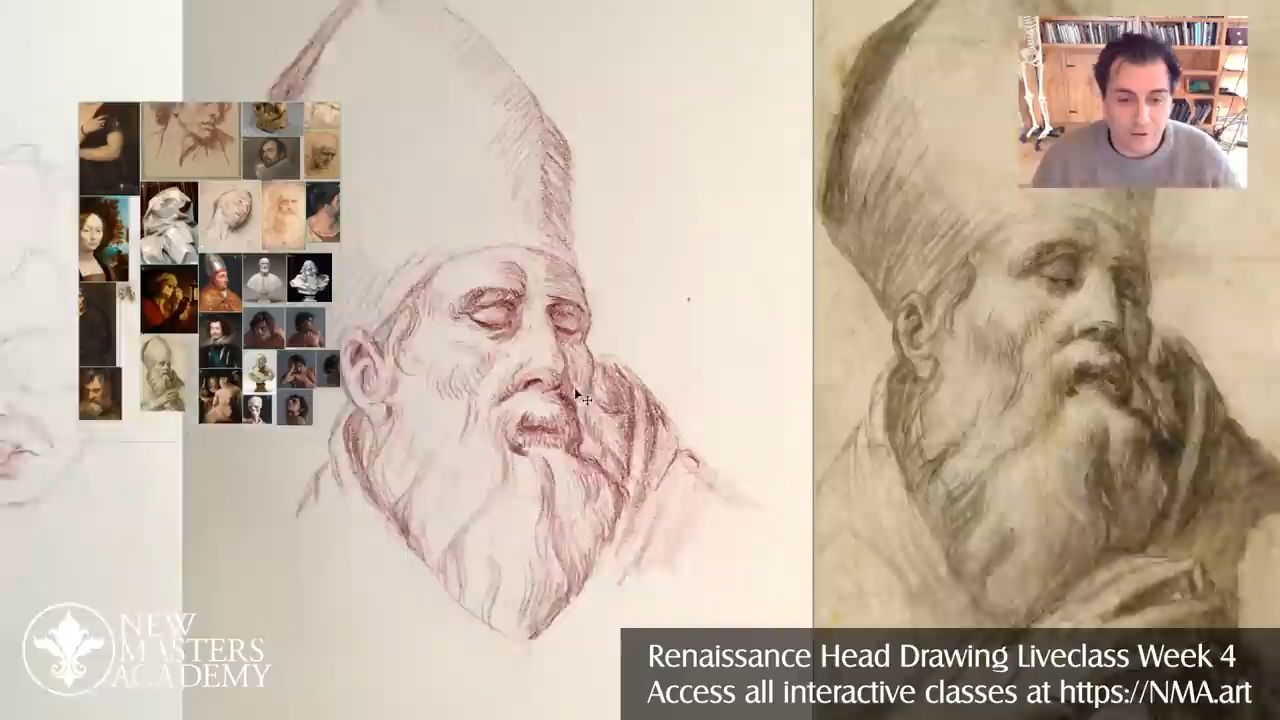 NEW
MASTERS
ACADEMY
Renaissance Head Drawing Liveclass Week 4
Access all interactive classes at https://NMA.art